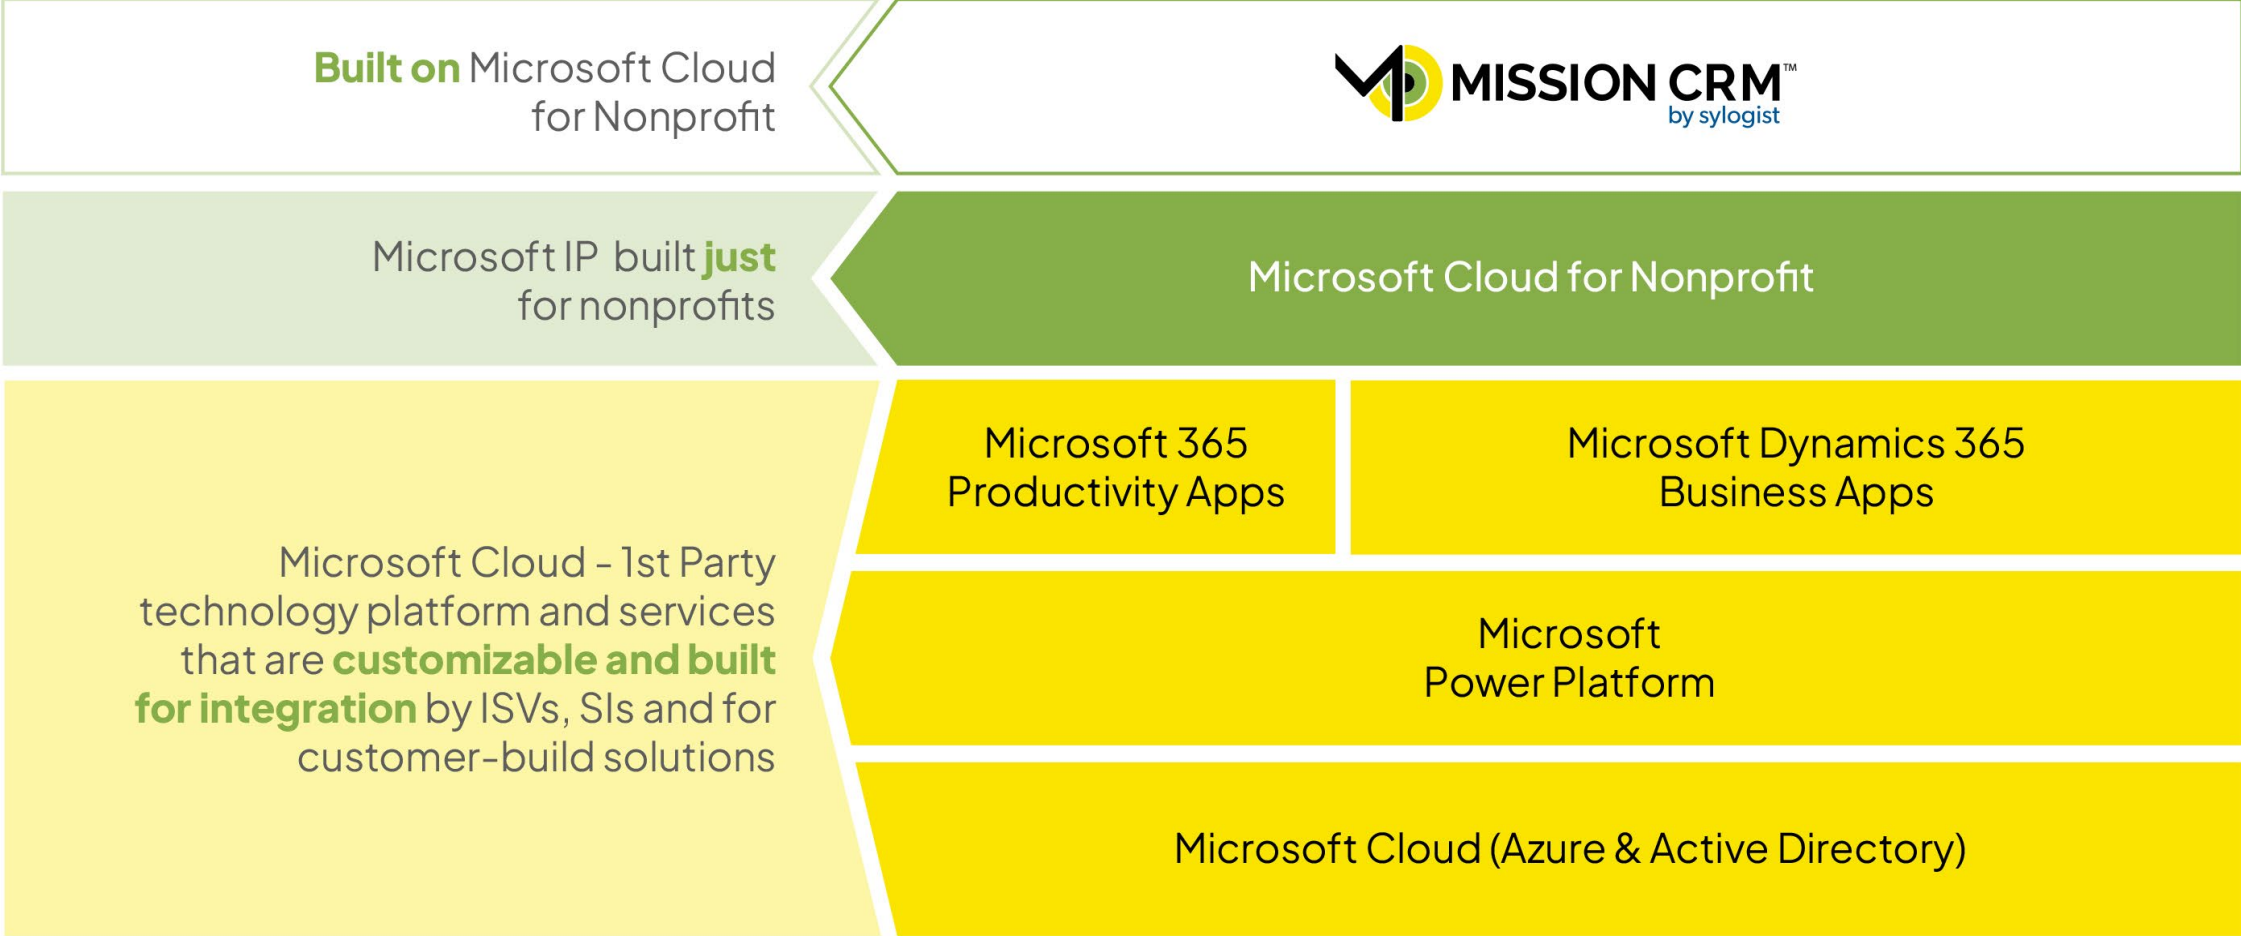 Built on Microsoft Cloud
for Nonprofit
MISSION CRM™
by sylogist
Microsoft IP built just
for nonprofits
Microsoft Cloud for Nonprofit
Microsoft Cloud - 1st Party
technology platform and services
that are customizable and built
for integration by ISVs, SIs and for
customer-build solutions
Microsoft 365
Productivity Apps
Microsoft Dynamics 365
Business Apps
Microsoft
Power Platform
Microsoft Cloud (Azure & Active Directory)